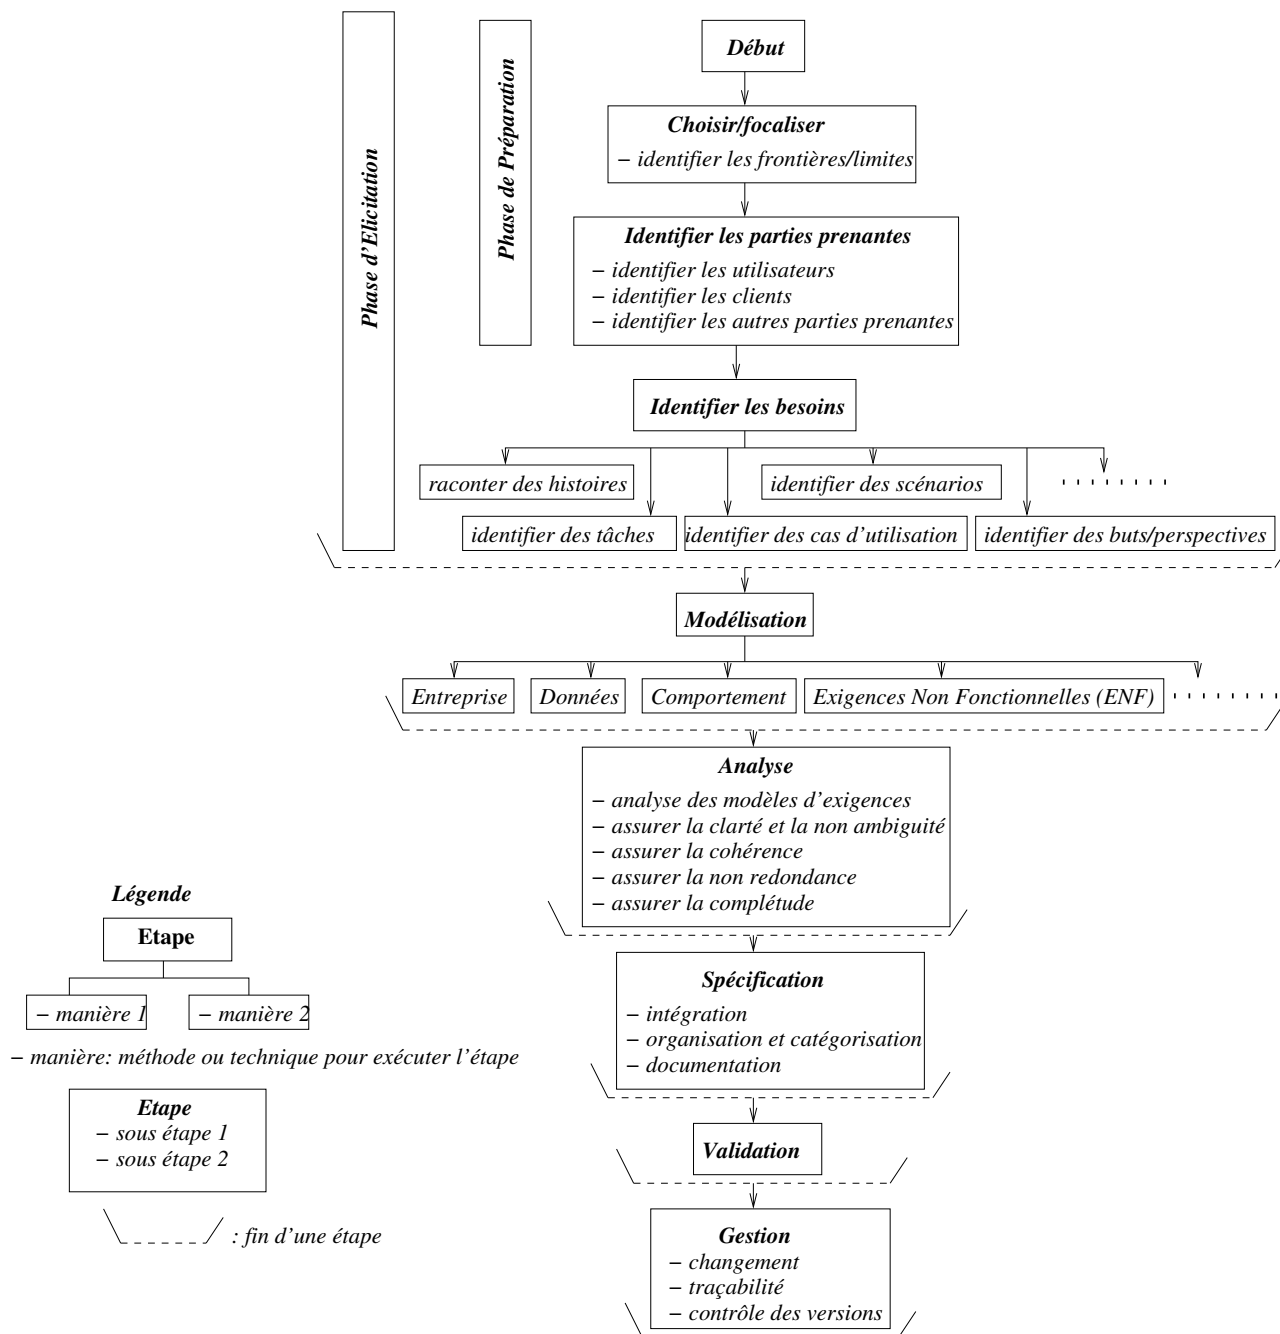 Phase d'Elicitation
Phase de Préparation
Début
Choisir/focaliser
– identifier les frontières/limites
Identifier les parties prenantes
– identifier les utilisateurs
– identifier les clients
– identifier les autres parties prenantes
Identifier les besoins
raconter des histoires
identifier des scénarios
identifier des tâches
identifier des cas d'utilisation
identifier des buts/perspectives
Modélisation
Entreprise
Données
Comportement
Exigences Non Fonctionnelles (ENF)
Analyse
– analyse des modèles d'exigences
– assurer la clarté et la non ambiguité
– assurer la cohérence
– assurer la non redondance
– assurer la complétude
Spécification
– intégration
– organisation et catégorisation
– documentation
Validation
Gestion
– changement
– traçabilité
– contrôle des versions
Légende
Etape
– manière 1
– manière 2
– manière: méthode ou technique pour exécuter l'étape
Etape
– sous étape 1
– sous étape 2
: fin d'une étape